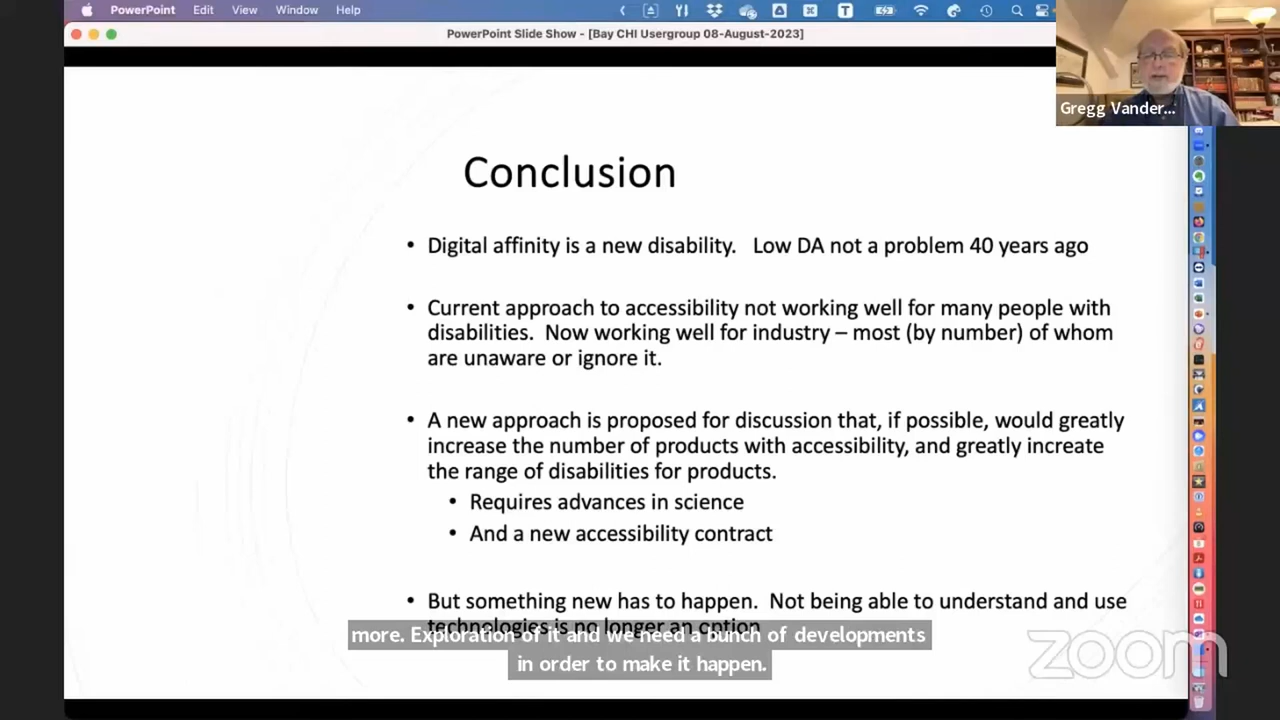 PowerPoint Edit View Window Help
PowerPoint Slide Show - [Bay CHI Usergroup 08-August-2023]
Gregg Vander...
Conclusion
• Digital affinity is a new disability. Low DA not a problem 40 years ago
• Current approach to accessibility not working well for many people with
disabilities. Now working well for industry – most (by number) of whom
are unaware or ignore it.
• A new approach is proposed for discussion that, if possible, would greatly
increase the number of products with accessibility, and greatly increate
the range of disabilities for products.
• Requires advances in science
• And a new accessibility contract
• But something new has to happen. Not being able to understand and use
technologies is no longer an option
more. Exploration of it and we need a bunch of developments
in order to make it happen.
zoom